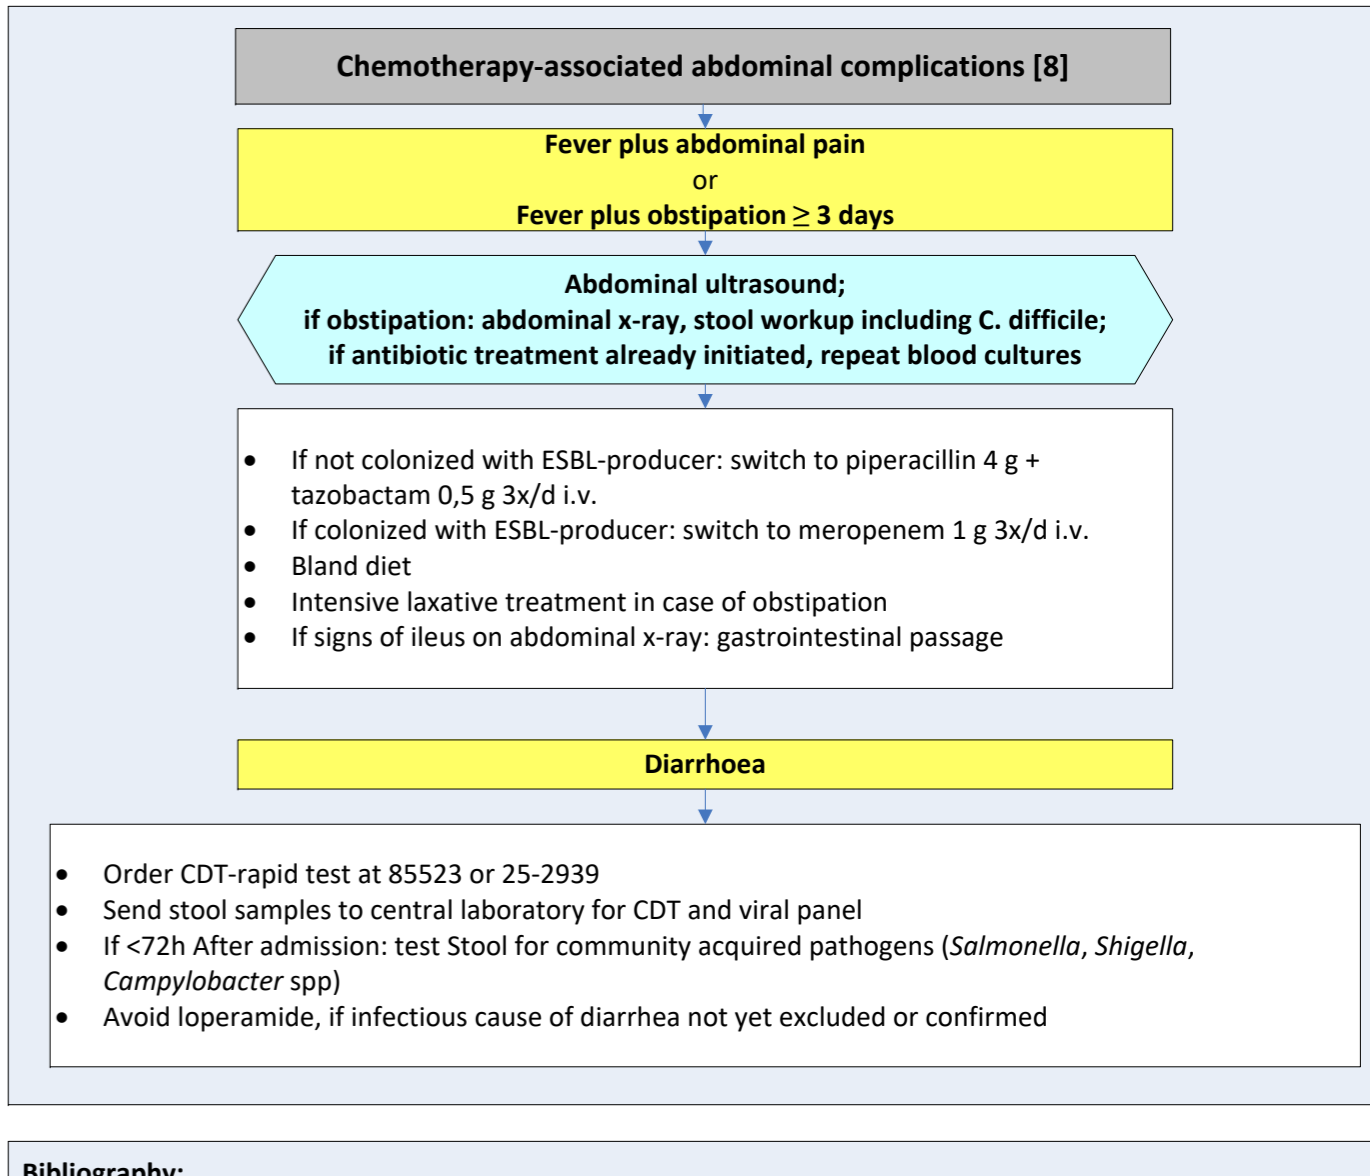 Chemotherapy-associated abdominal complications [8]
Fever plus abdominal pain
or
Fever plus obstipation ≥ 3 days
Abdominal ultrasound;
if obstipation: abdominal x-ray, stool workup including C. difficile;
if antibiotic treatment already initiated, repeat blood cultures
• If not colonized with ESBL-producer: switch to piperacillin 4 g +
tazobactam 0,5 g 3x/d i.v.
• If colonized with ESBL-producer: switch to meropenem 1 g 3x/d i.v.
• Bland diet
• Intensive laxative treatment in case of obstipation
• If signs of ileus on abdominal x-ray: gastrointestinal passage
Diarrhoea
• Order CDT-rapid test at 85523 or 25-2939
• Send stool samples to central laboratory for CDT and viral panel
• If <72h After admission: test Stool for community acquired pathogens (Salmonella, Shigella,
Campylobacter spp)
• Avoid loperamide, if infectious cause of diarrhea not yet excluded or confirmed
Bibliography: